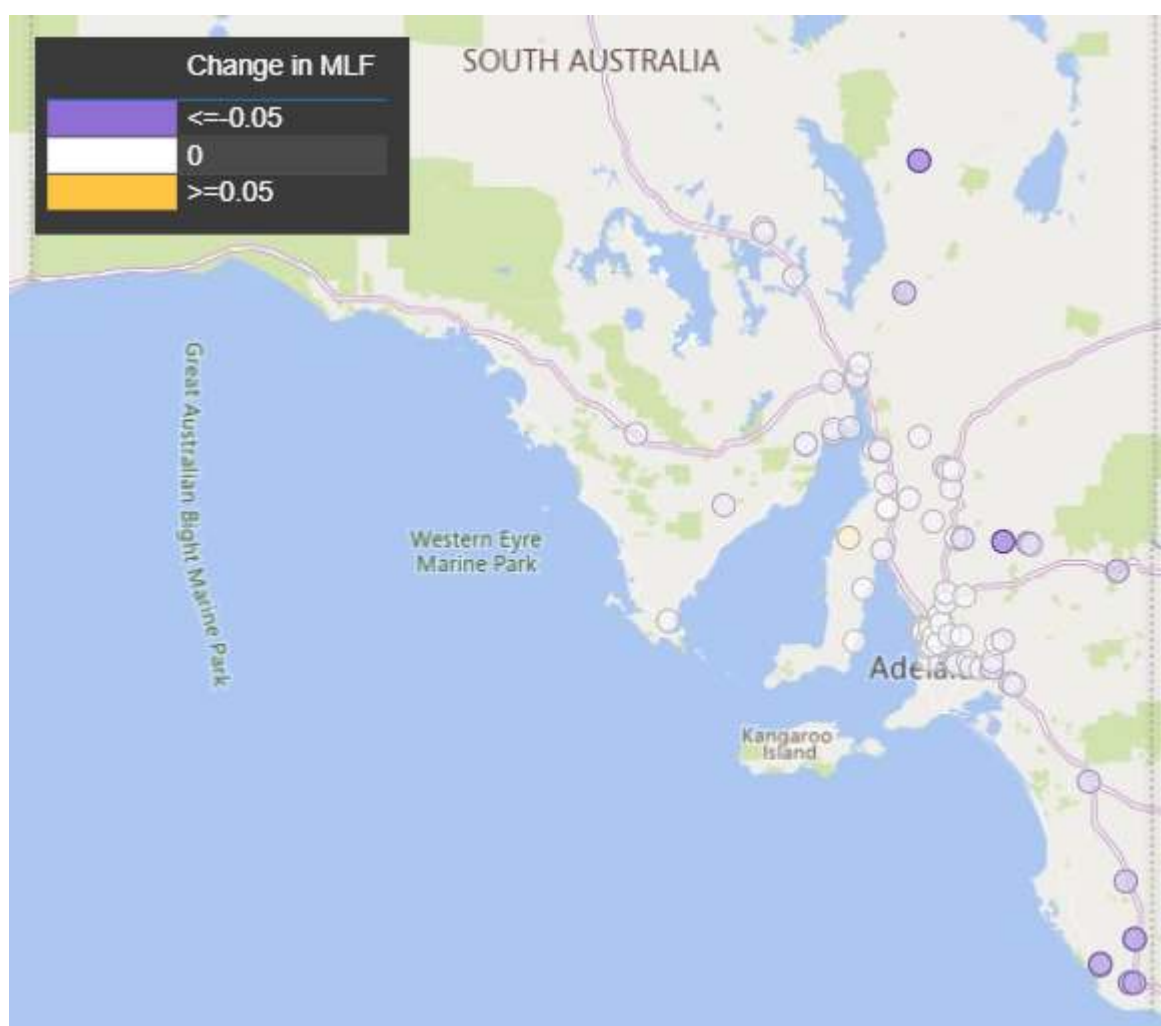 Change in MLF
<=-0.05
0
>=0.05
SOUTH AUSTRALIA
Great Australian Bight Marine Park
Western Eyre
Marine Park
Kangaroo
Island